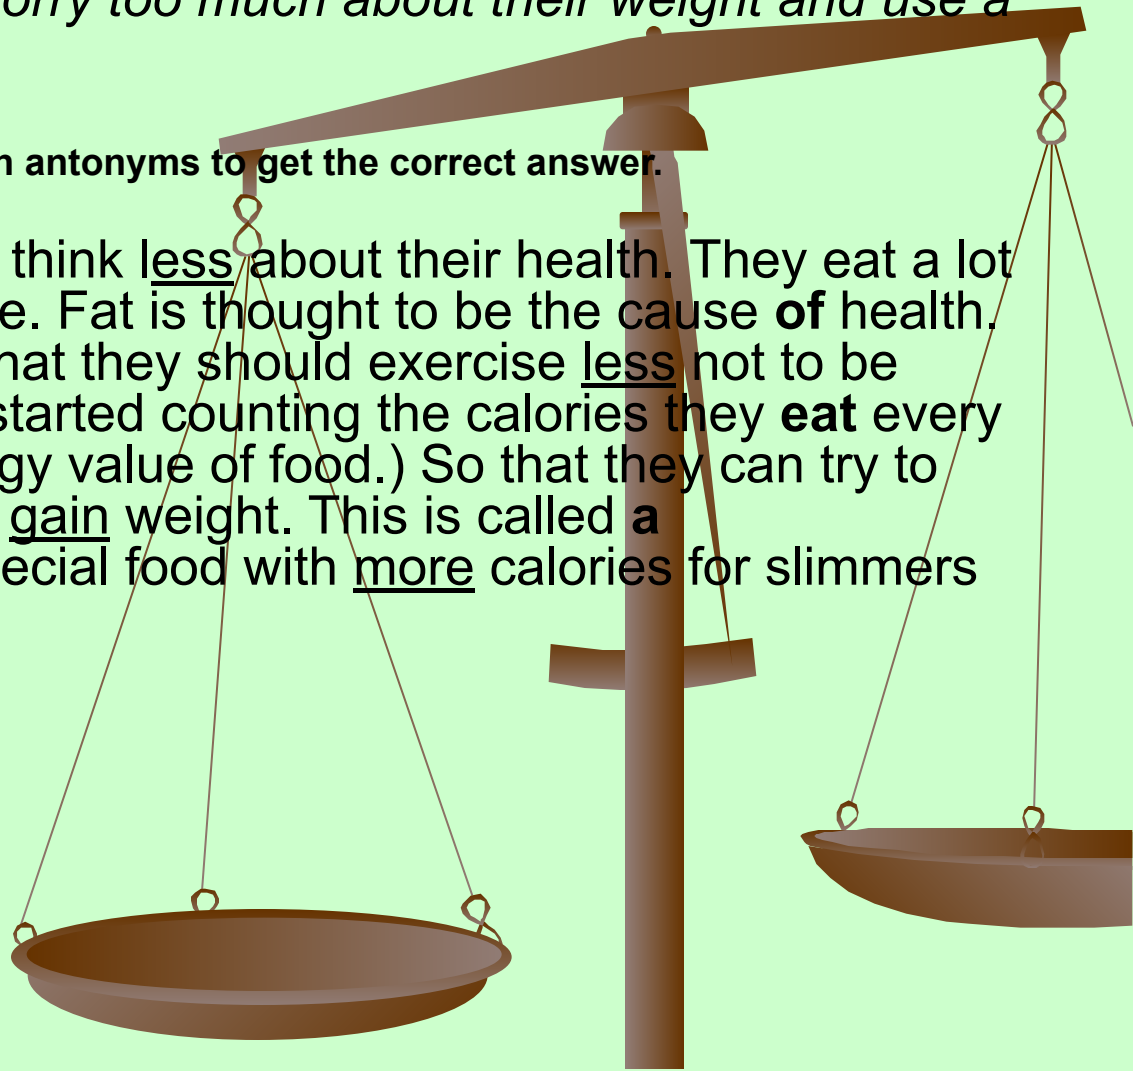 orry too much about their weight and use a
n antonyms to get the correct answer.
think less about their health. They eat a lot
e. Fat is thought to be the cause of health.
hat they should exercise less not to be
started counting the calories they eat every
gy value of food.) So that they can try to
gain weight. This is called a
ecial food with more calories for slimmers